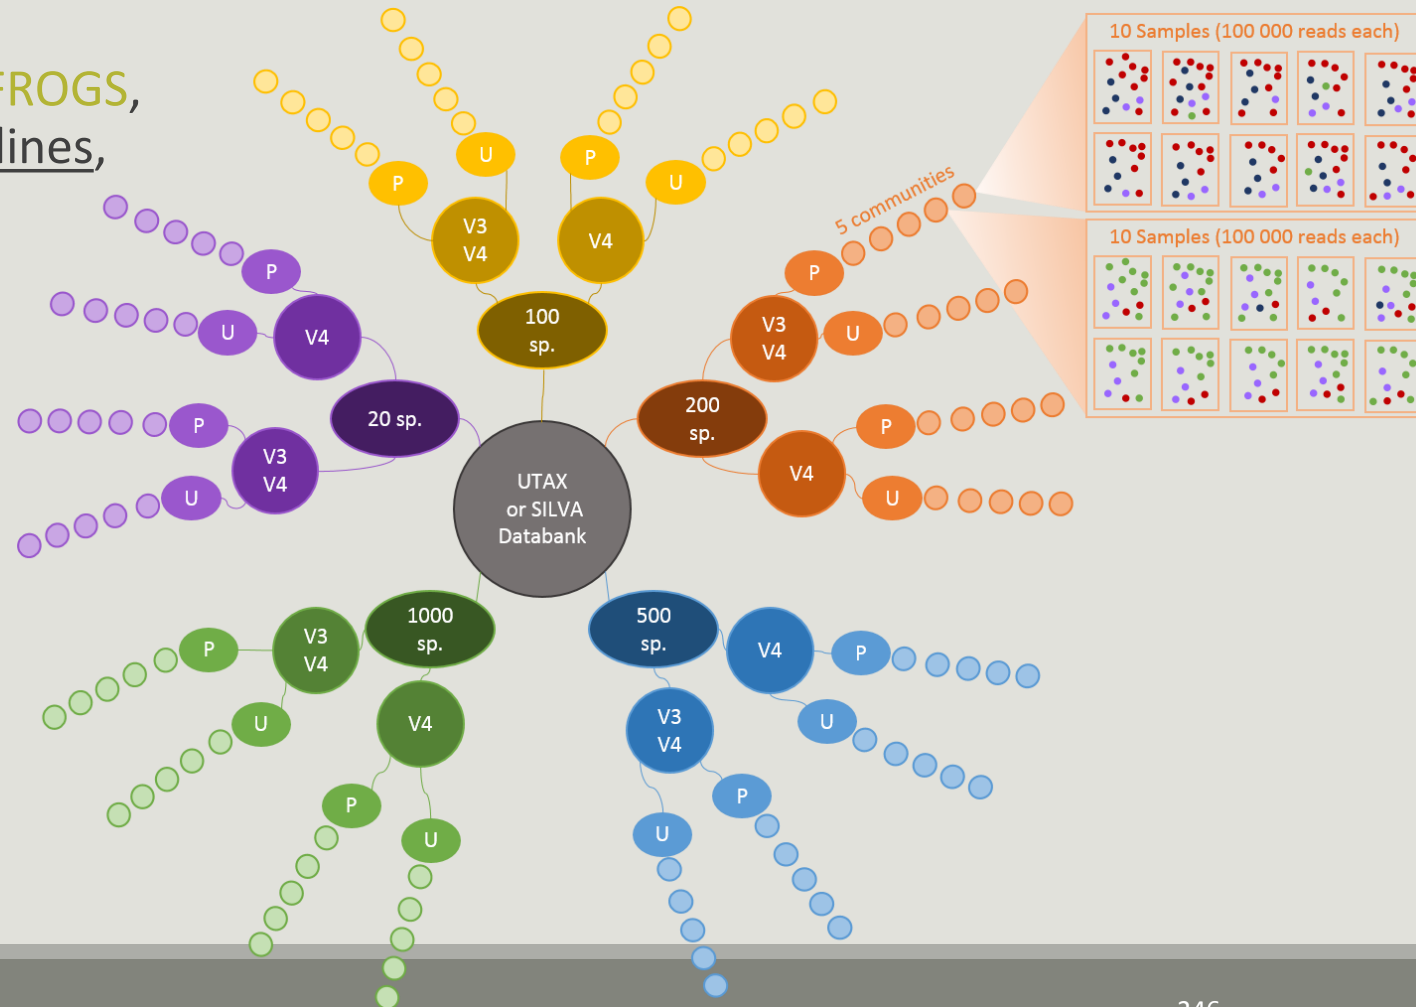 FROGS,
lines,
10 Samples (100 000 reads each)
10 Samples (100 000 reads each)
5 communities
U
P
P
U
V3
V4
V4
100
sp.
P
U
V4
P
U
V3
V4
20 sp.
P
U
V3
V4
P
U
V4
200
sp.
UTAX
or SILVA
Databank
1000
sp.
V3
V4
P
U
V4
P
U
500
sp.
V4
P
U
V3
V4
P
U
246